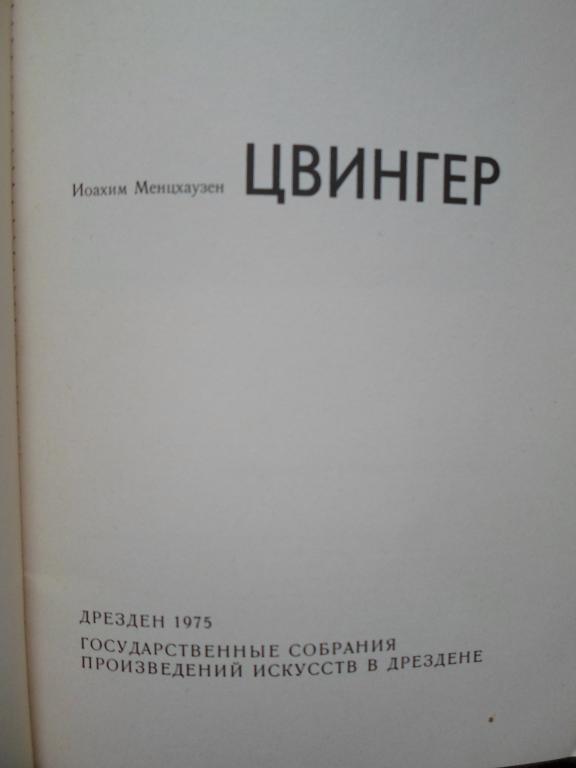 Иоахим Менцхаузен ЦВИНГЕР
ДРЕЗДЕН 1975
ГОСУДАРСТВЕННЫЕ СОБРАНИЯ
ПРОИЗВЕДЕНИЙ ИСКУССТВ В ДРЕЗДЕНЕ